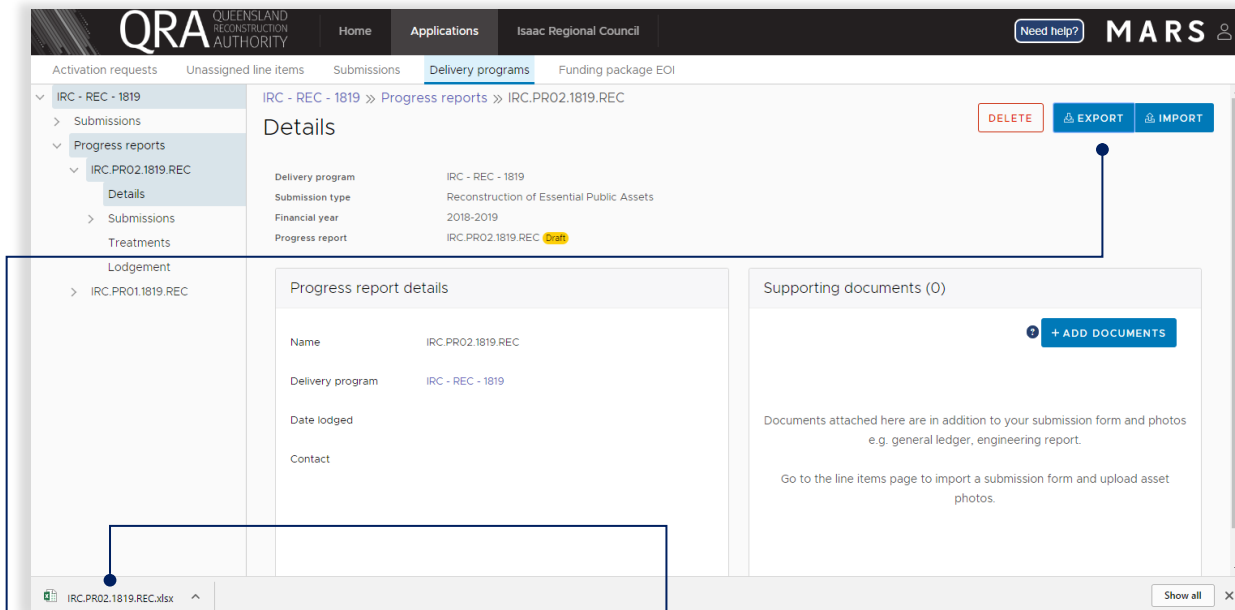 QRA QUEENSLAND RECONSTRUCTION AUTHORITY
Home Applications Isaac Regional Council Need help? MARS
Activation requests Unassigned line items Submissions Delivery programs Funding package EOI
IRC - REC - 1819
Submissions
Progress reports
IRC.PR02.1819.REC
Details
Submissions
Treatments
Lodgement
IRC.PR01.1819.REC
IRC - REC - 1819 » Progress reports » IRC.PR02.1819.REC
Details
DELETE EXPORT IMPORT
Delivery program IRC - REC - 1819
Submission type Reconstruction of Essential Public Assets
Financial year 2018-2019
Progress report IRC.PR02.1819.REC Draft
Progress report details
Name IRC.PR02.1819.REC
Delivery program IRC - REC - 1819
Date lodged
Contact
Supporting documents (0)
? + ADD DOCUMENTS
Documents attached here are in addition to your submission form and photos
e.g. general ledger, engineering report.
Go to the line items page to import a submission form and upload asset
photos.
IRC.PR02.1819.REC.xlsx Show all